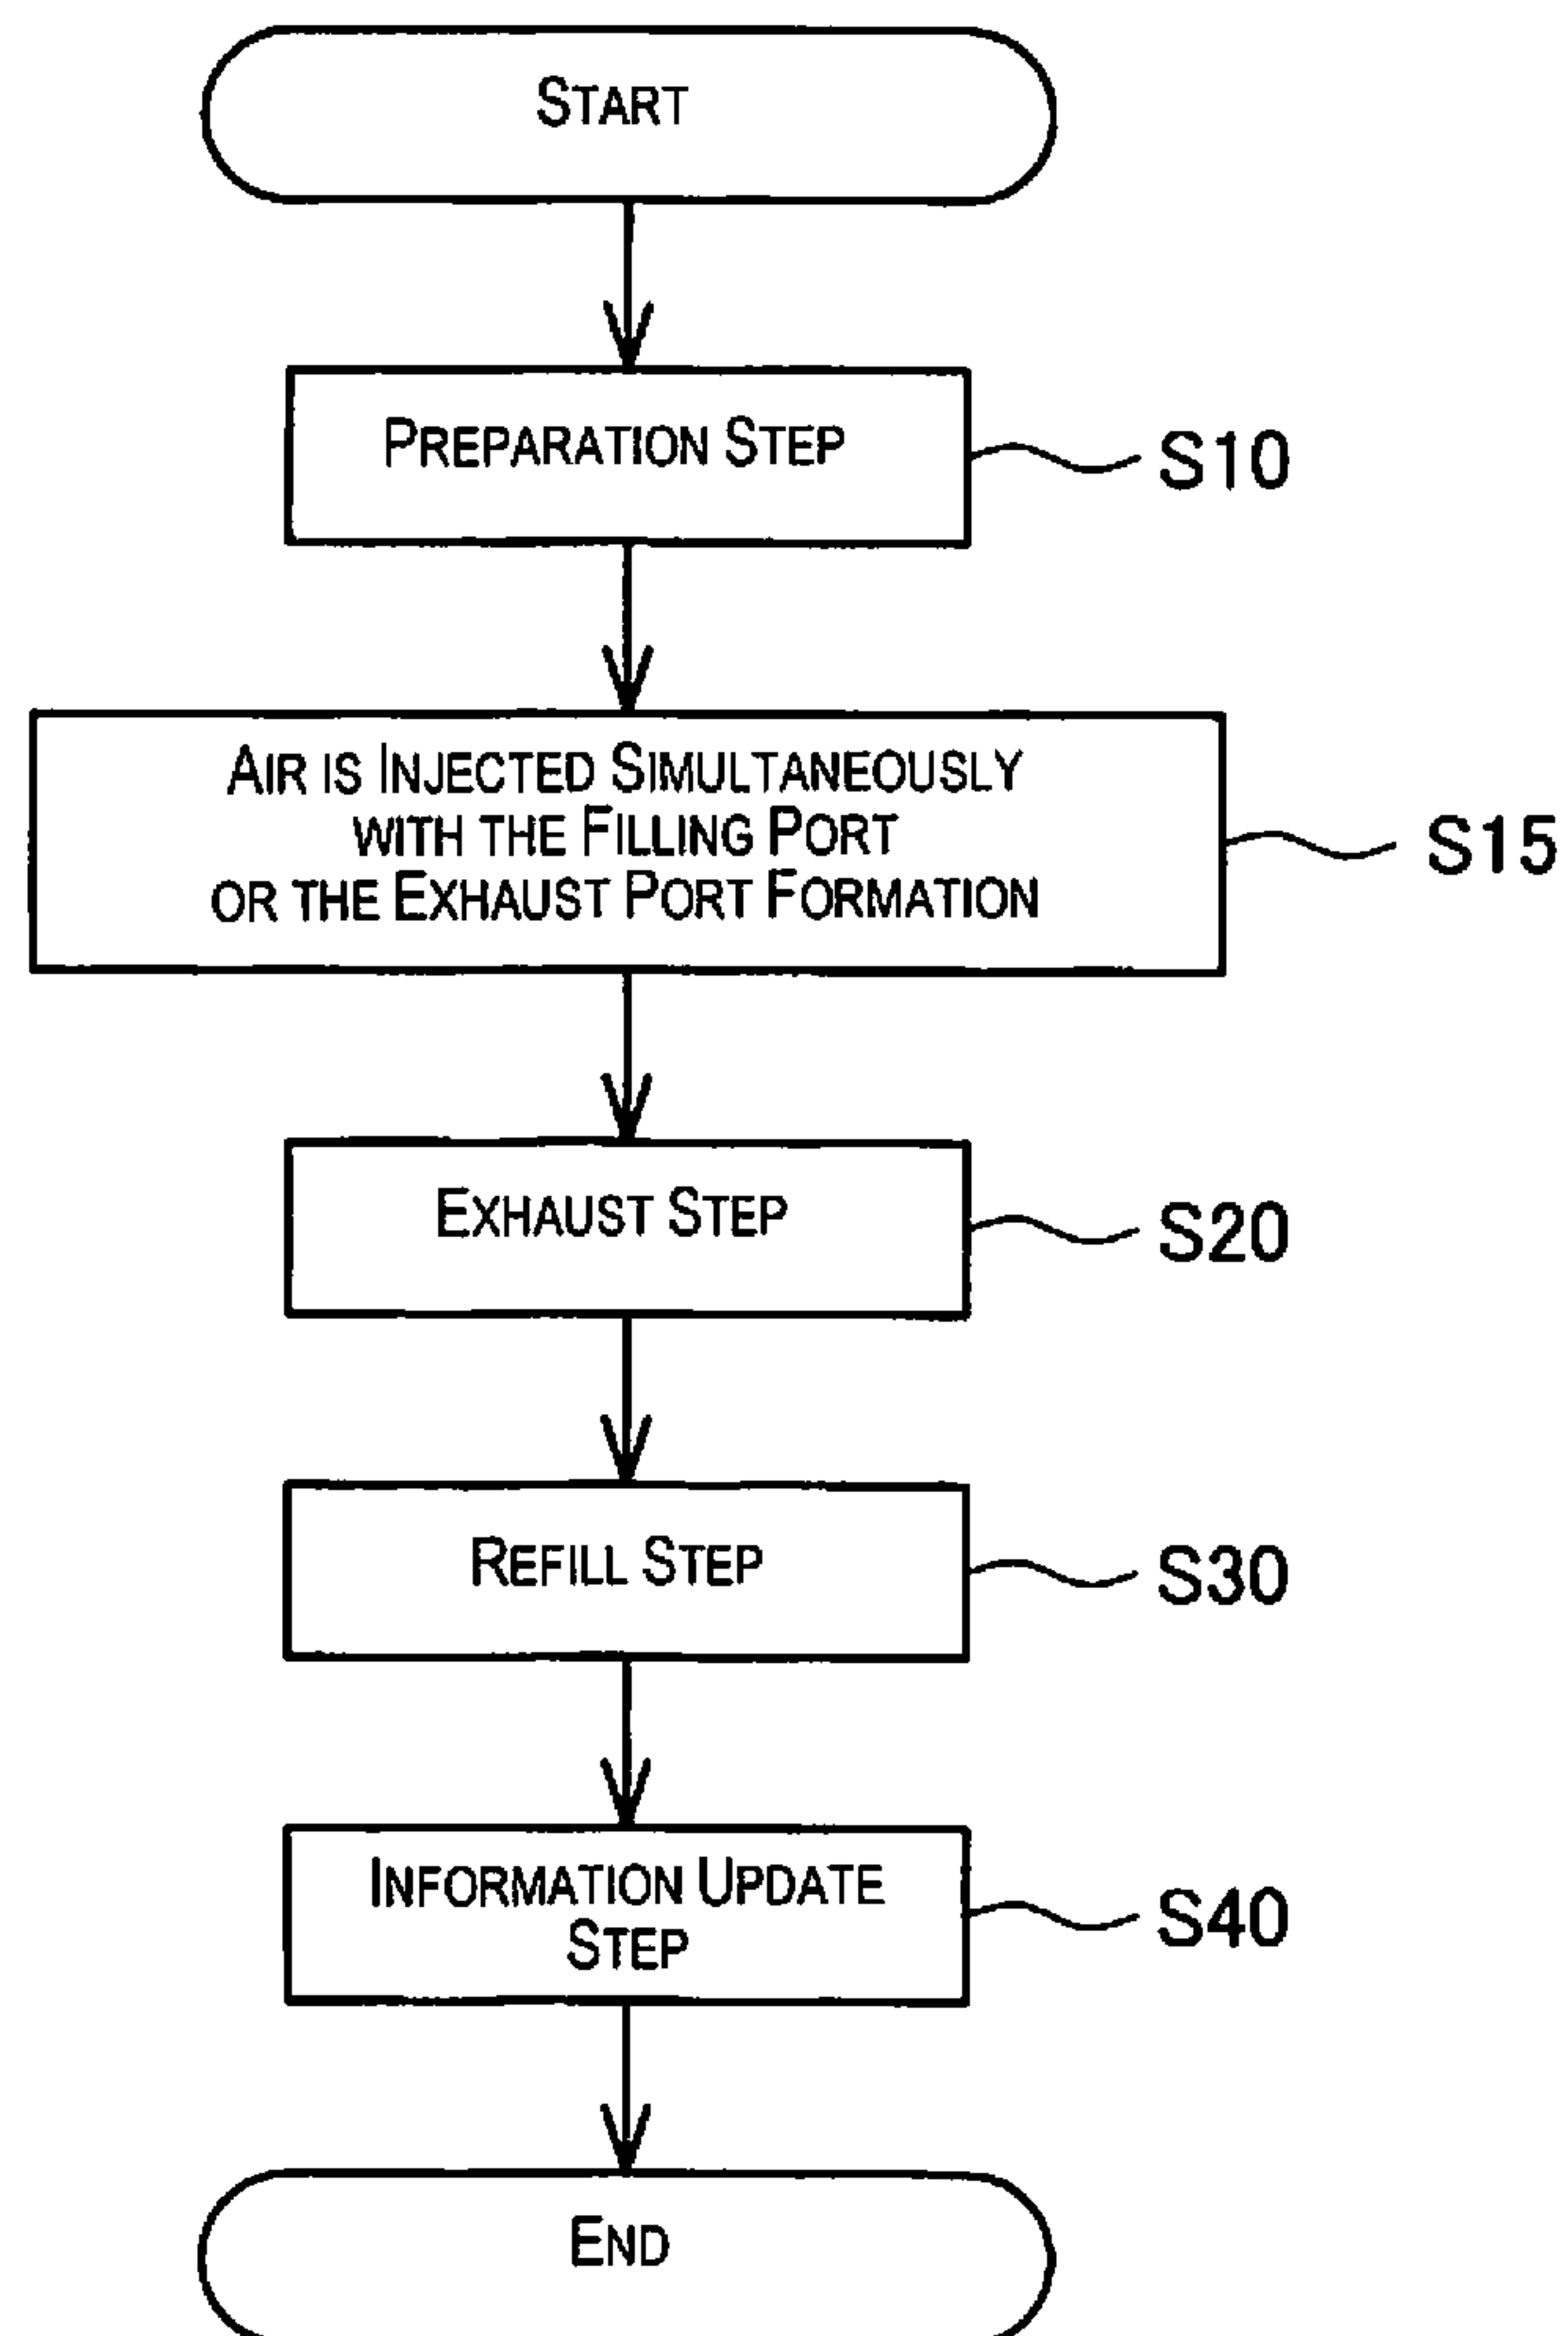 START
PREPARATION STEP
S10
AIR IS INJECTED SIMULTANEOUSLY
WITH THE FILLING PORT
OR THE EXHAUST PORT FORMATION
S15
EXHAUST STEP
S20
REFILL STEP
S30
INFORMATION UPDATE
STEP
S40
END